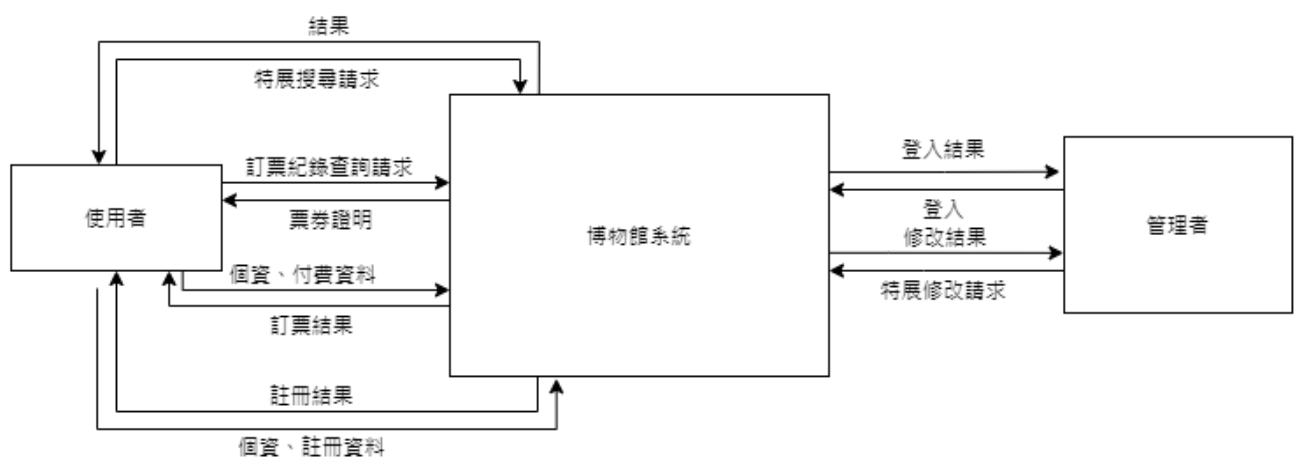 結果
特展搜尋請求
訂票紀錄查詢請求
票券證明
使用者
個資、付費資料
訂票結果
註冊結果
個資、註冊資料
博物館系統
登入結果
登入
修改結果
特展修改請求
管理者